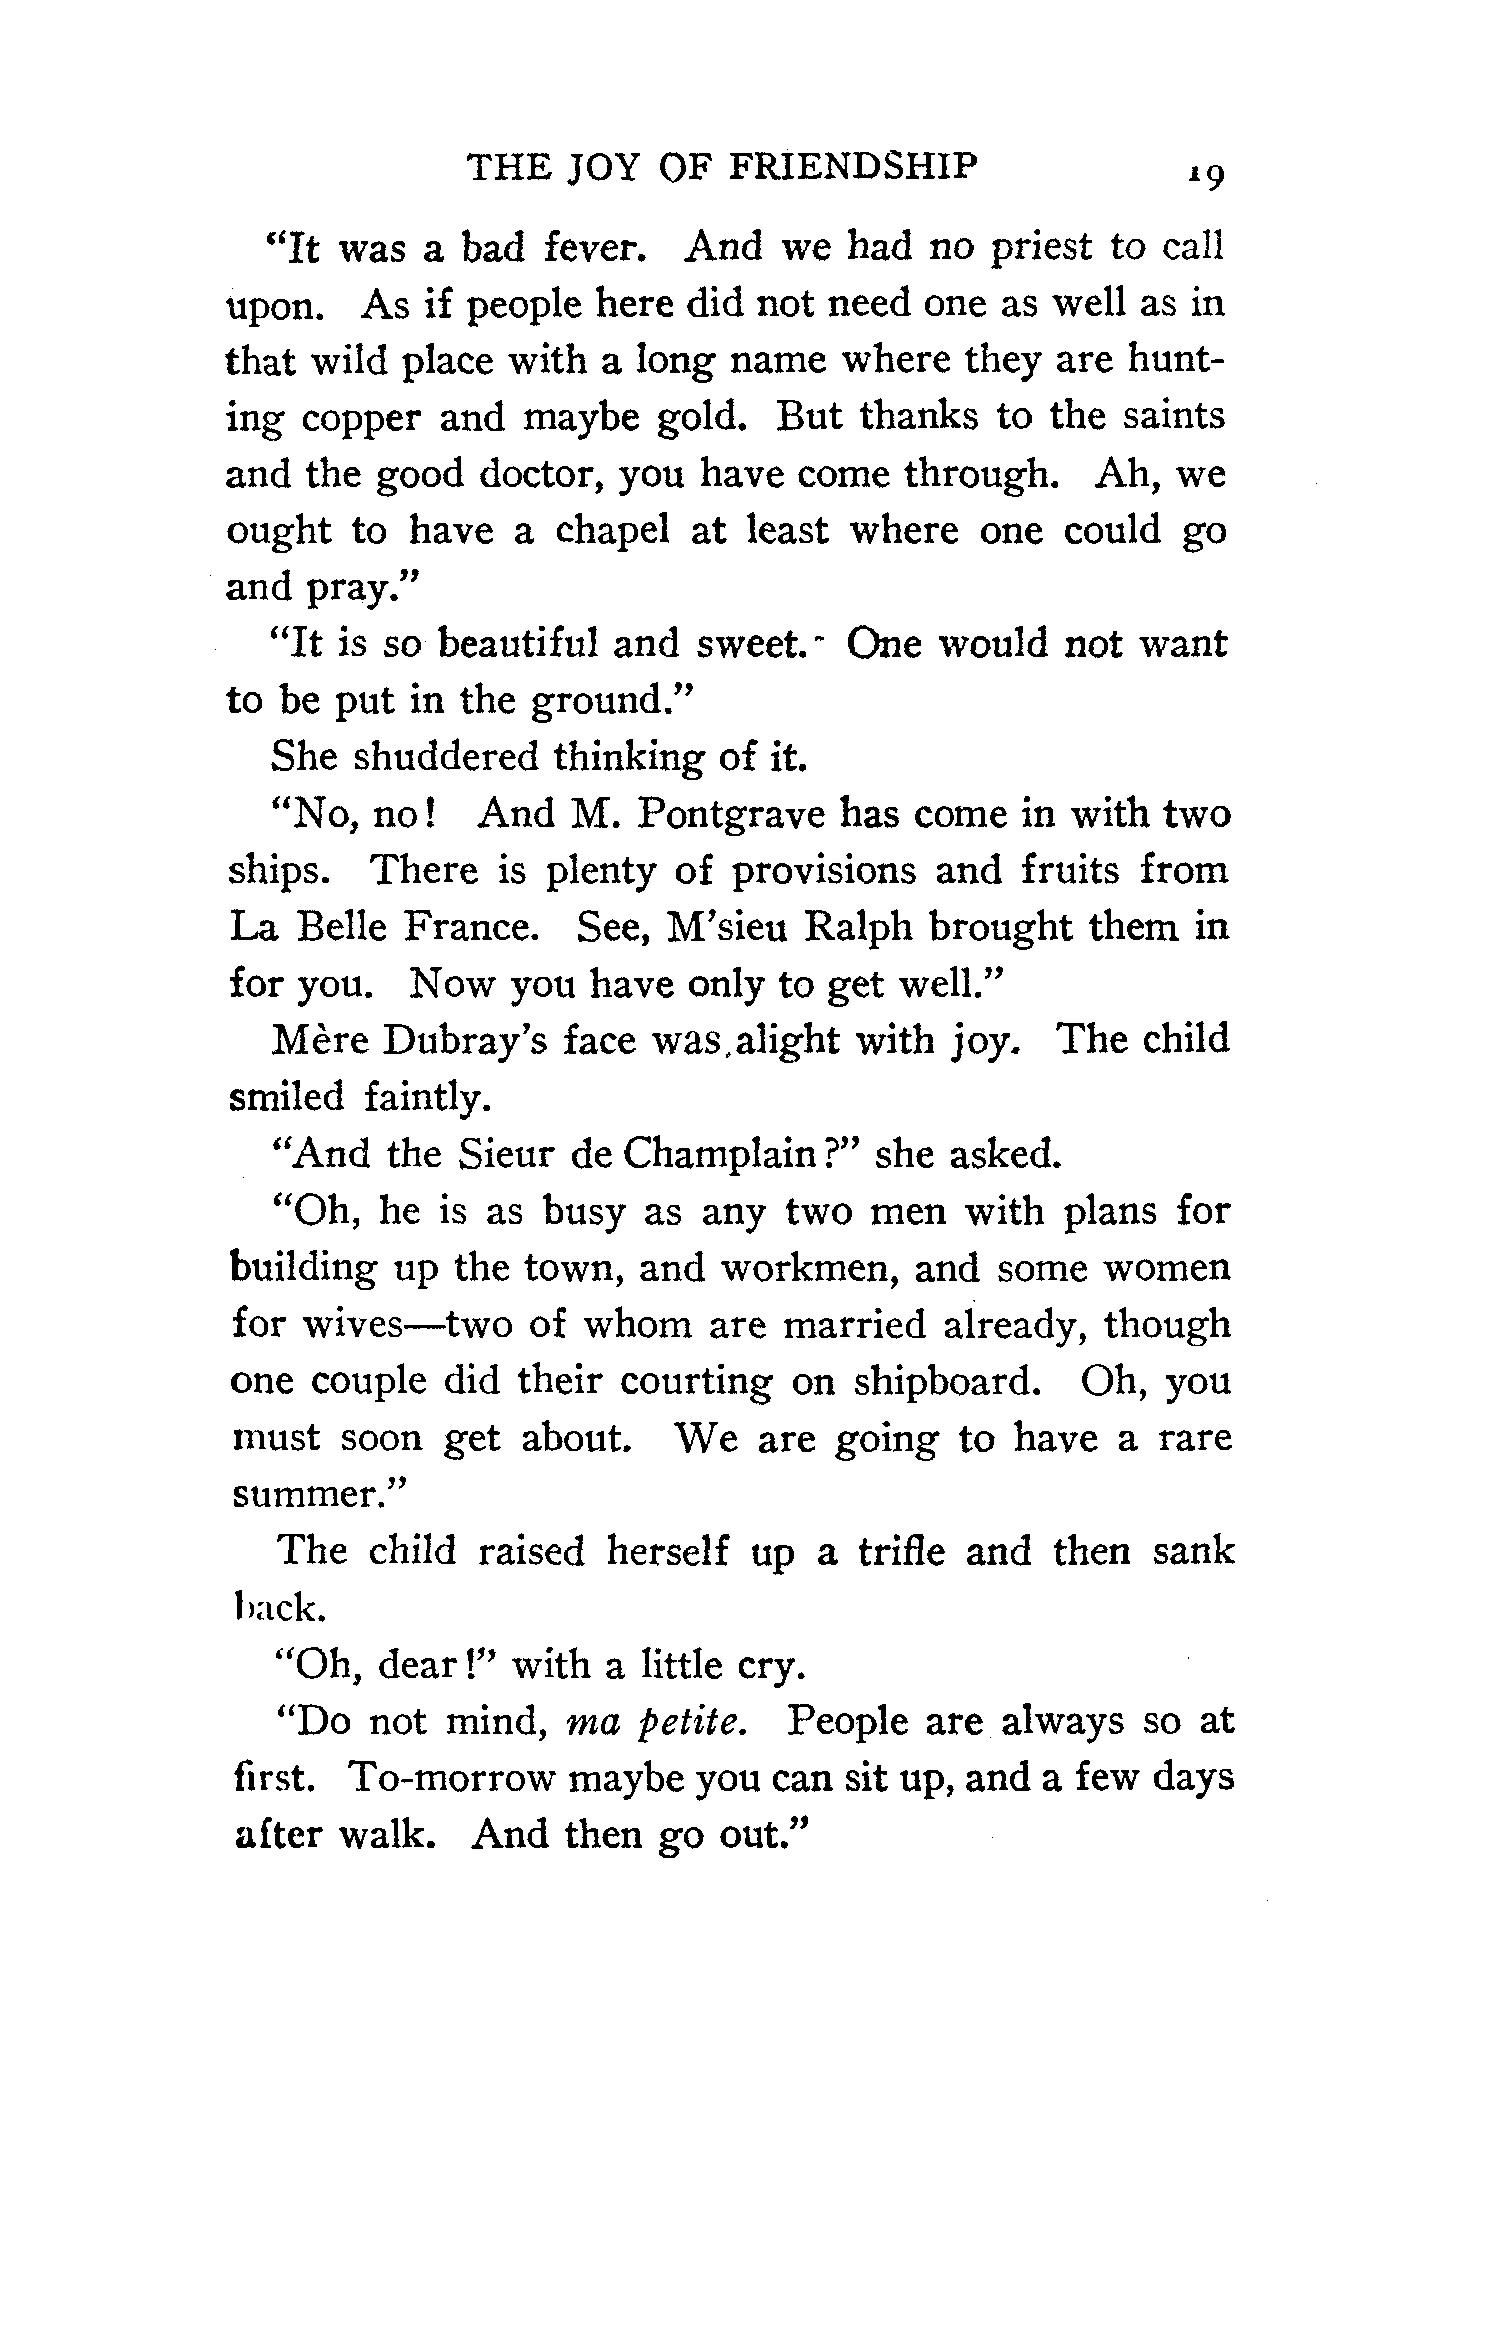 THE JOY OF FRIENDSHIP 19
“It was a bad fever. And we had no priest to call
upon. As if people here did not need one as well as in
that wild place with a long name where they are hunt-
ing copper and maybe gold. But thanks to the saints
and the good doctor, you have come through. Ah, we
ought to have a chapel at least where one could go
and pray.”
“It is so beautiful and sweet. One would not want
to be put in the ground.”
She shuddered thinking of it.
“No, no! And M. Pontgrave has come in with two
ships. There is plenty of provisions and fruits from
La Belle France. See, M’sieu Ralph brought them in
for you. Now you have only to get well.”
Mère Dubray’s face was alight with joy. The child
smiled faintly.
“And the Sieur de Champlain?” she asked.
“Oh, he is as busy as any two men with plans for
building up the town, and workmen, and some women
for wives—two of whom are married already, though
one couple did their courting on shipboard. Oh, you
must soon get about. We are going to have a rare
summer.”
The child raised herself up a trifle and then sank
back.
“Oh, dear!” with a little cry.
“Do not mind, ma petite. People are always so at
first. To-morrow maybe you can sit up, and a few days
after walk. And then go out.”